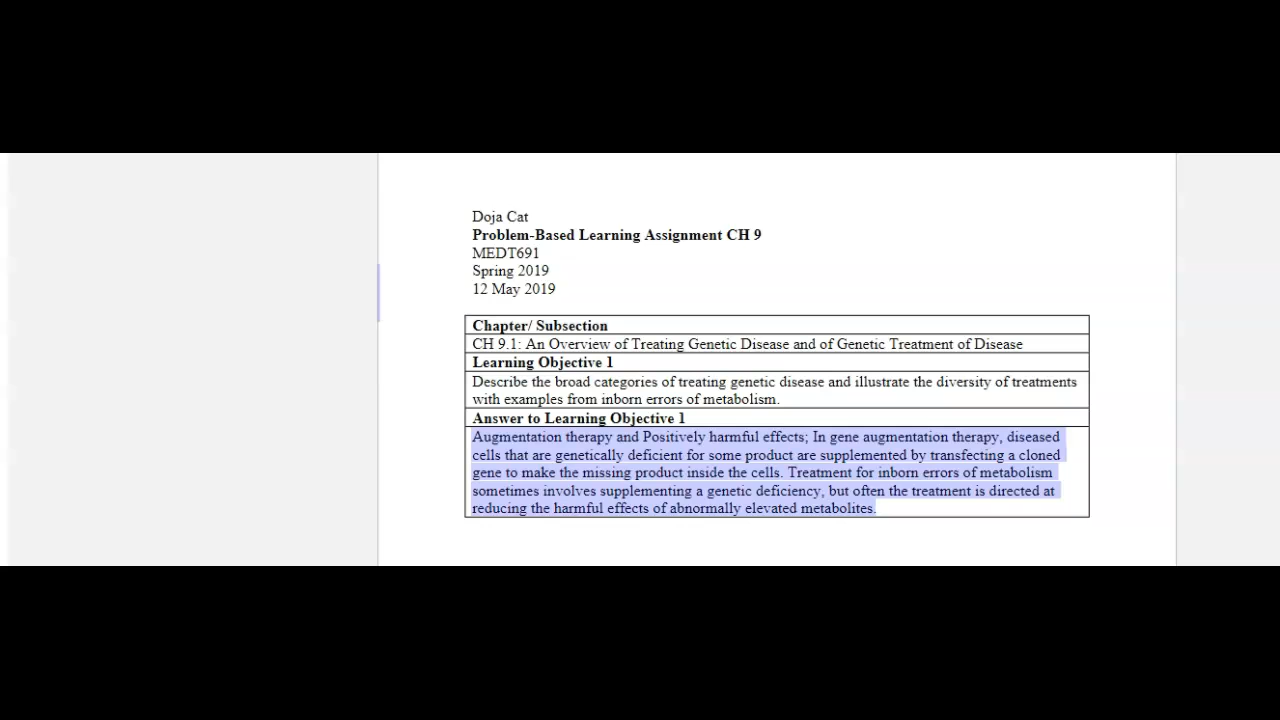 Doja Cat
Problem-Based Learning Assignment CH 9
MEDT691
Spring 2019
12 May 2019
Chapter/ Subsection
CH 9.1: An Overview of Treating Genetic Disease and of Genetic Treatment of Disease
Learning Objective 1
Describe the broad categories of treating genetic disease and illustrate the diversity of treatments
with examples from inborn errors of metabolism.
Answer to Learning Objective 1
Augmentation therapy and Positively harmful effects; In gene augmentation therapy, diseased
cells that are genetically deficient for some product are supplemented by transfecting a cloned
gene to make the missing product inside the cells. Treatment for inborn errors of metabolism
sometimes involves supplementing a genetic deficiency, but often the treatment is directed at
reducing the harmful effects of abnormally elevated metabolites.